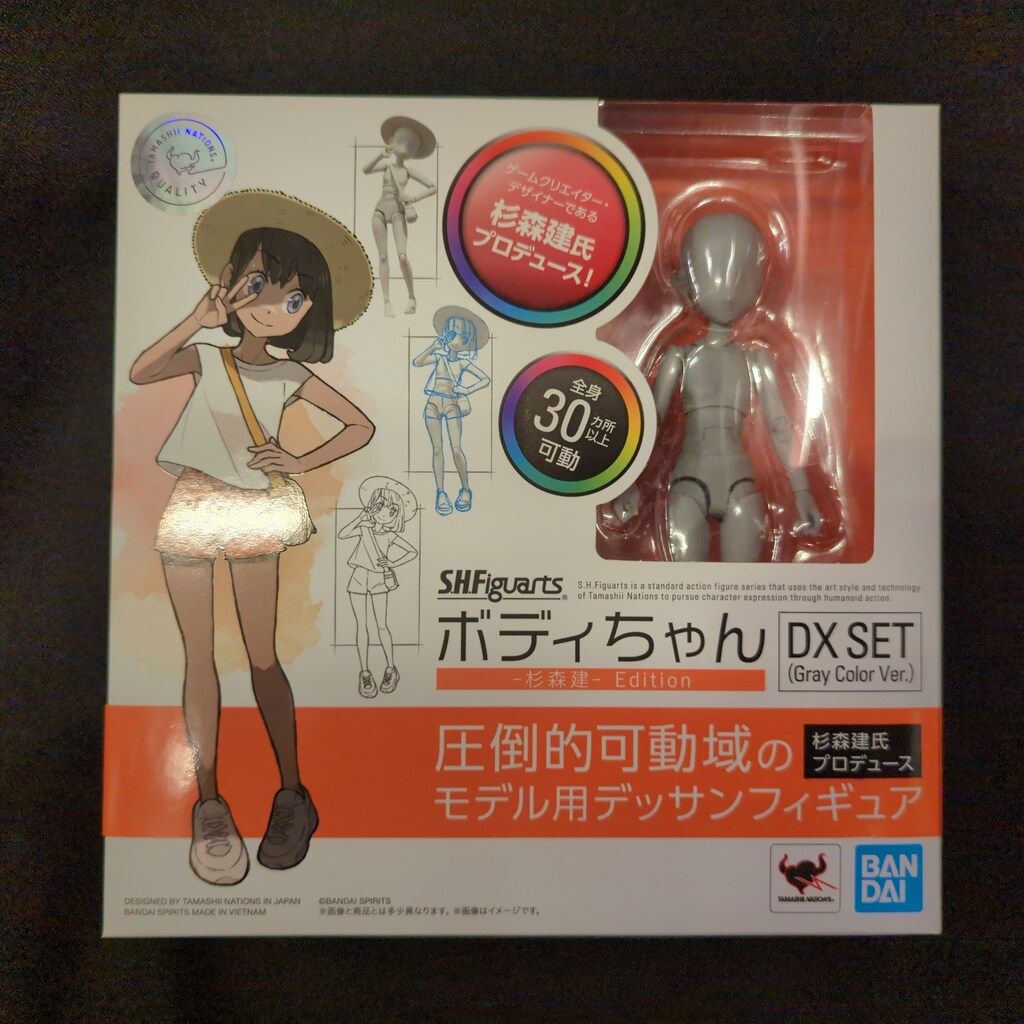 TAMASHII NATIONS
QUALITY
ゲームクリエイター・
デザイナーである
杉森建氏
プロデュース!
全身
30カ所以上
可動
S.H.Figuarts®
S.H.Figuarts is a standard action figure series that uses the art style and technology
of Tamashii Nations to pursue character expression through humanoid action.
ボディちゃん
-杉森建- Edition
DX SET
(Gray Color Ver.)
圧倒的可動域の
モデル用デッサンフィギュア
杉森建氏
プロデュース
TAMASHII NATIONS
BAN
DAI
DESIGNED BY TAMASHII NATIONS IN JAPAN
BANDAI SPIRITS MADE IN VIETNAM
©BANDAI SPIRITS
※画像と商品とは多少異なります。※画像はイメージです。